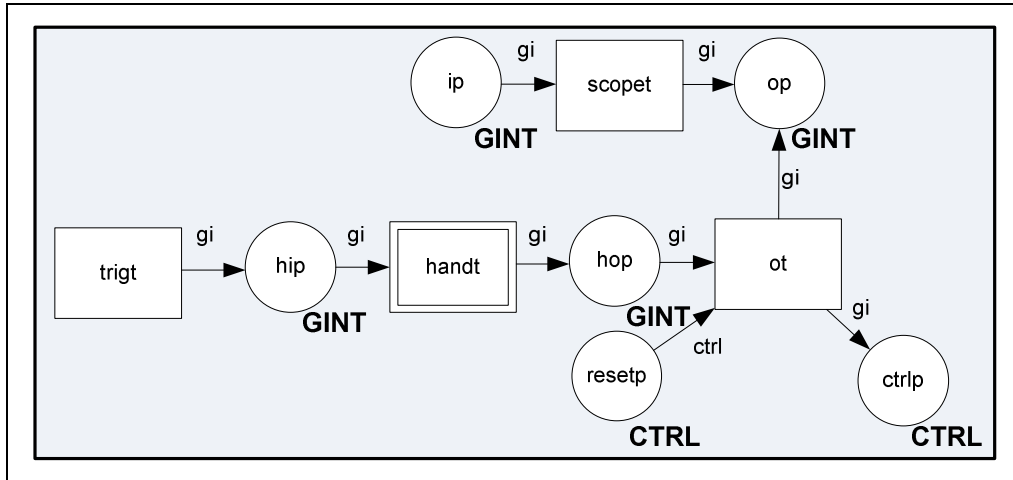 gi
gi
ip
scopet
op
GINT
GINT
gi
gi
gi
gi
gi
trigt
hip
handt
hop
ot
GINT
GINT
gi
ctrl
resetp
ctrlp
CTRL
CTRL